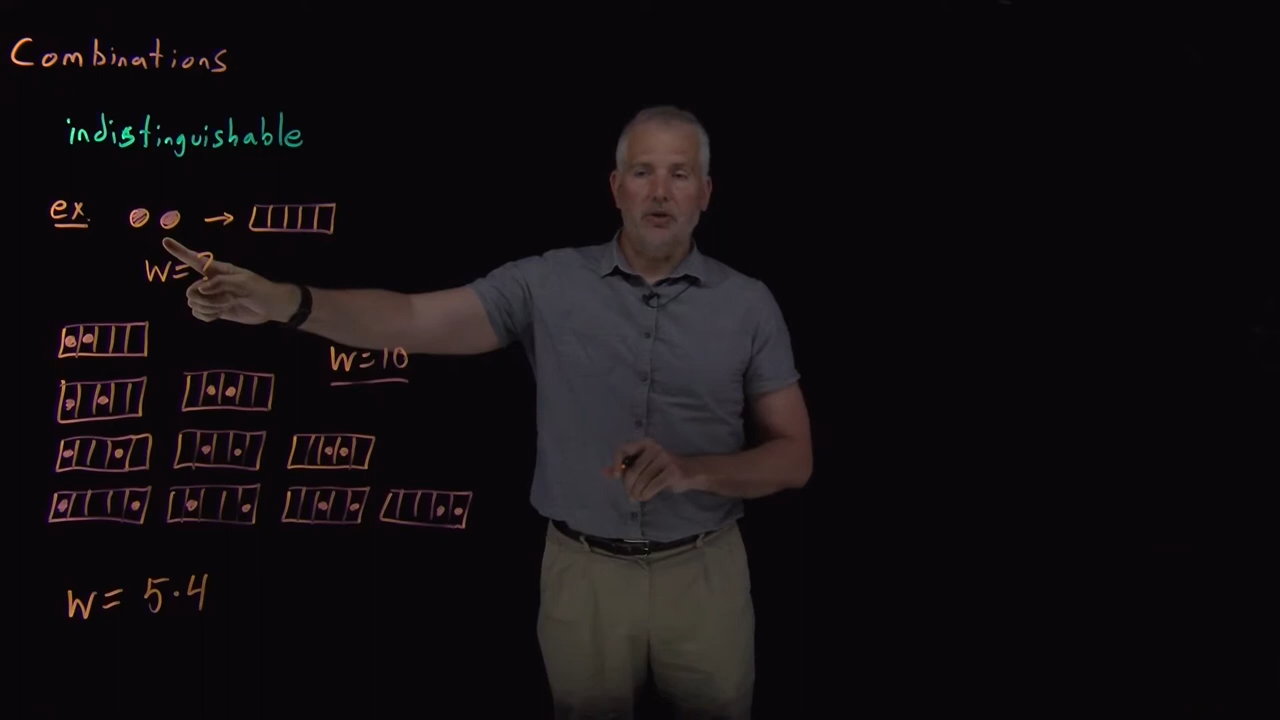 Combinations
indistinguishable
ex. →
W=?
W=10
W= 5·4